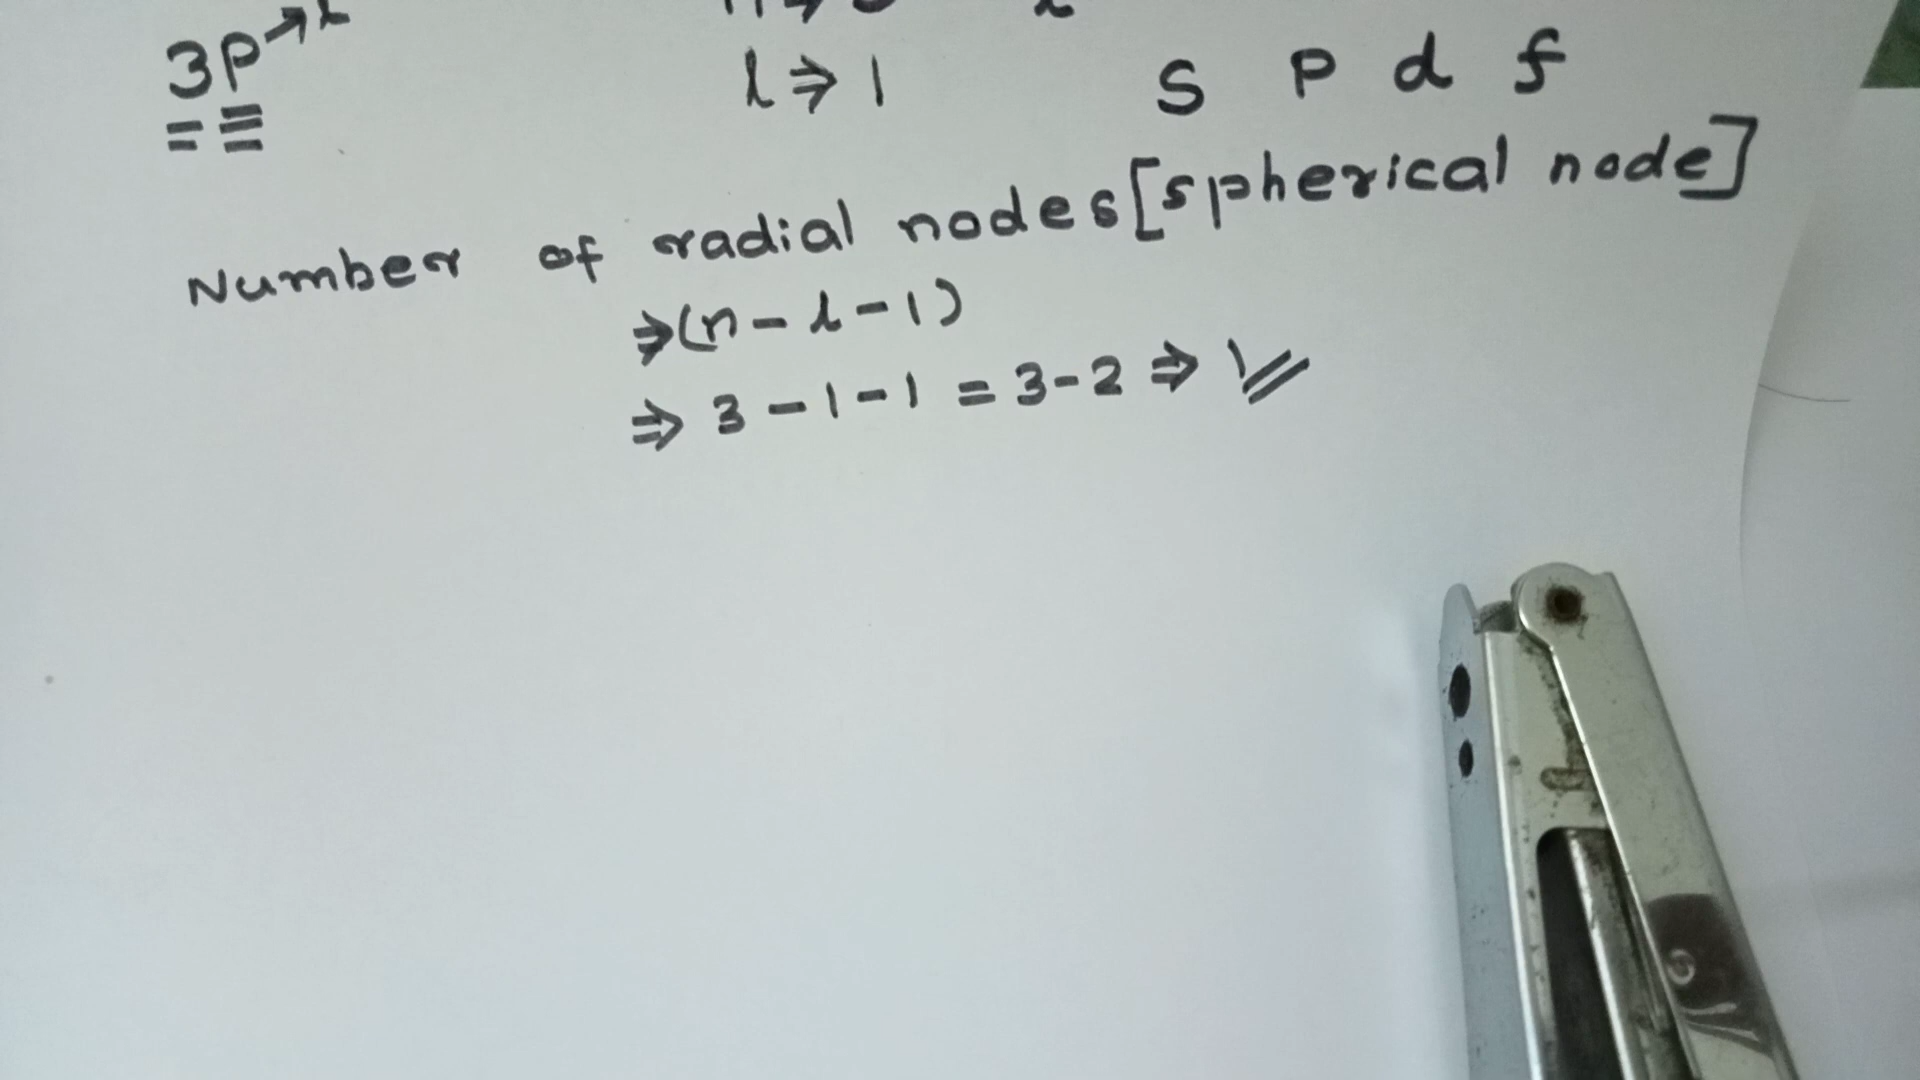 3P→l
l ⇒ 1
S P d f
Number of radial nodes [spherical node]
⇒ (n - l - 1)
⇒ 3 - 1 - 1 = 3 - 2 ⇒ 1